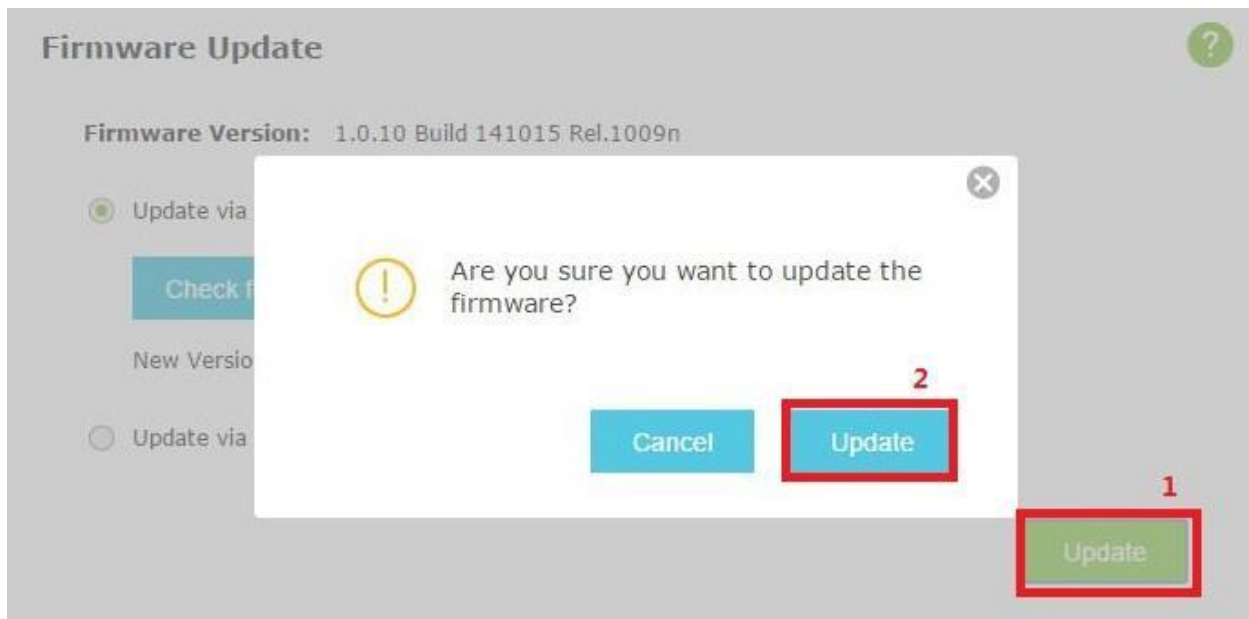 Firmware Update
?
Firmware Version: 1.0.10 Build 141015 Rel.1009n
Update via
Check f
Are you sure you want to update the
firmware?
New Versio
2
Update via
Cancel Update
1
Update